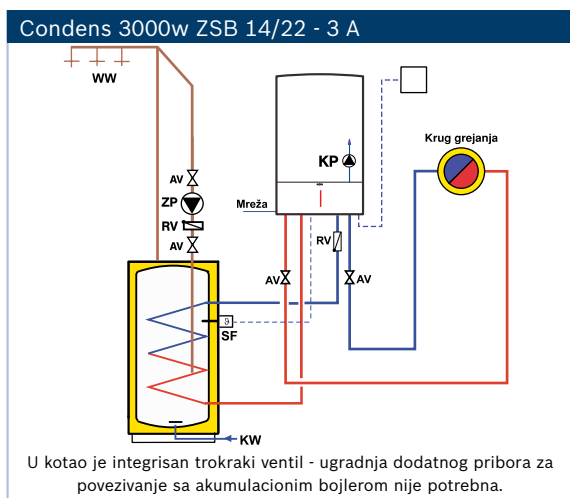 Condens 3000w ZSB 14/22 - 3 A
WW
Krug grejanja
KP
AV
ZP
Mreža
RV
RV
AV
AV
AV
ϑ
SF
KW
U kotao je integrisan trokraki ventil - ugradnja dodatnog pribora za
povezivanje sa akumulacionim bojlerom nije potrebna.